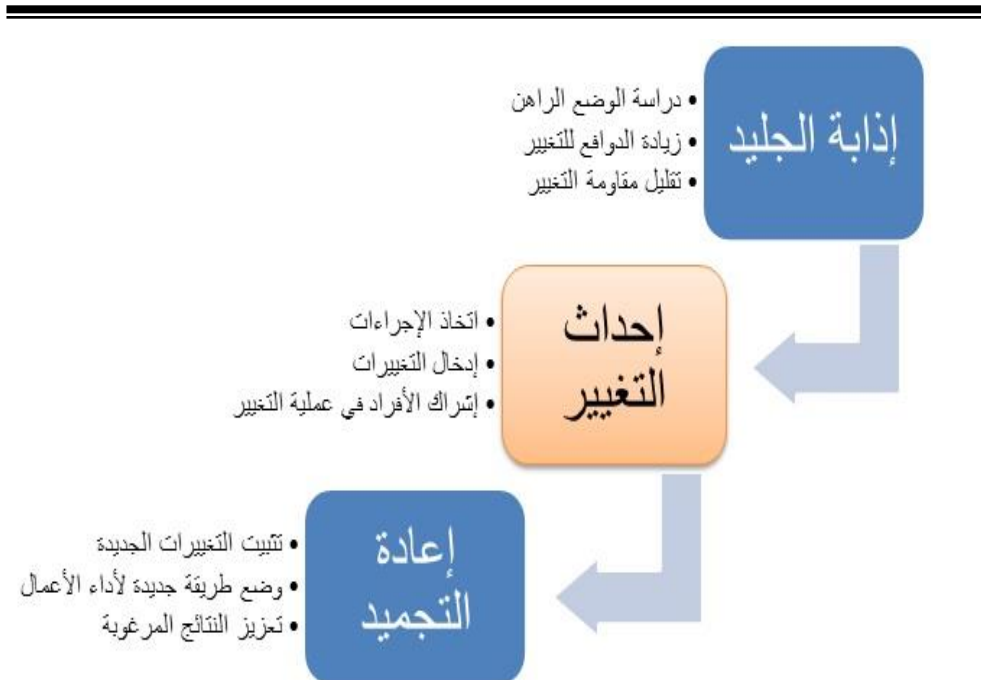 إذابة الجليد
• دراسة الوضع الراهن
• زيادة الدوافع للتغيير
• تقليل مقاومة التغيير
إحداث
التغيير
• اتخاذ الإجراءات
• إدخال التغييرات
• إشراك الأفراد في عملية التغيير
إعادة
التجميد
• تثبيت التغييرات الجديدة
• وضع طريقة جديدة لأداء الأعمال
• تعزيز النتائج المرغوبة